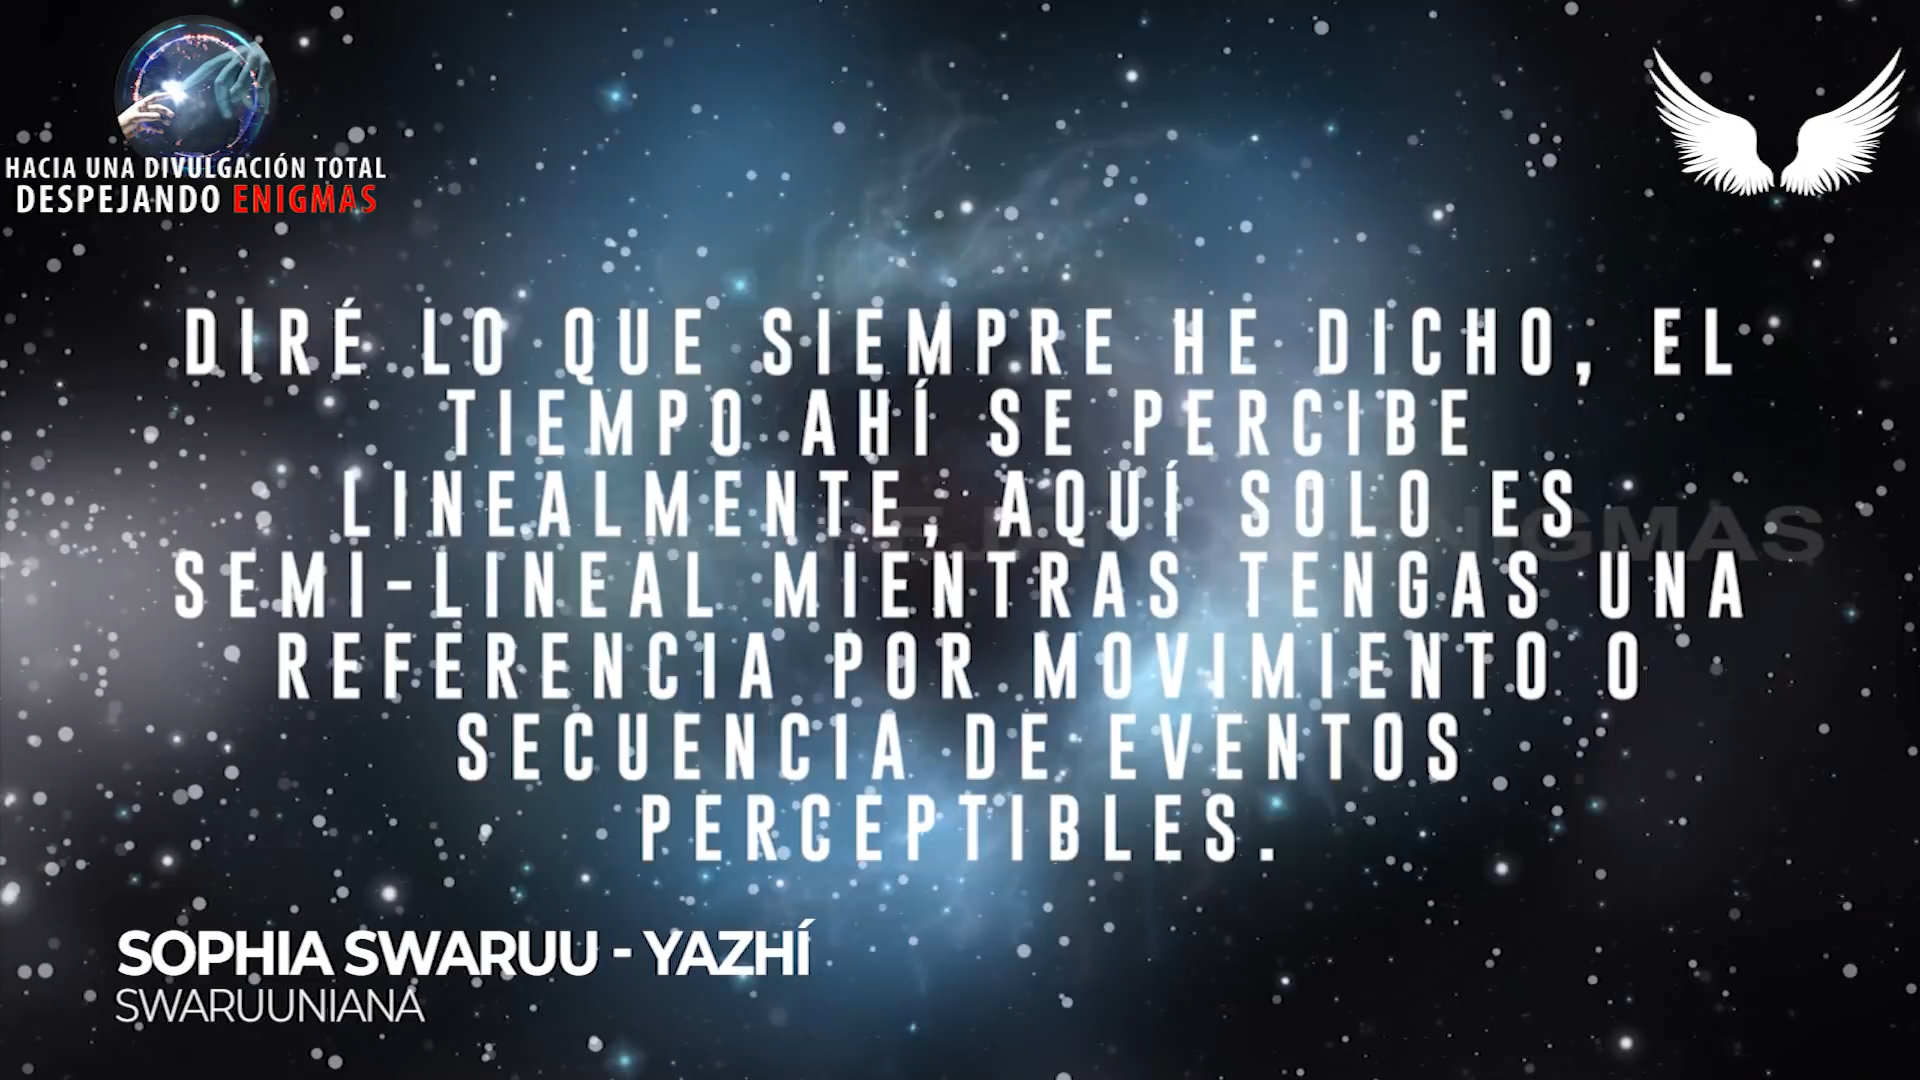 HACIA UNA DIVULGACIÓN TOTAL
DESPEJANDO ENIGMAS
DIRÉ LO QUE SIEMPRE HE DICHO, EL
TIEMPO AHÍ SE PERCIBE
LINEALMENTE, AQUÍ SOLO ES
SEMI-LINEAL MIENTRAS TENGAS UNA
REFERENCIA POR MOVIMIENTO O
SECUENCIA DE EVENTOS
PERCEPTIBLES.
ENIGMAS
SOPHIA SWARUU - YAZHÍ
SWARUUNIANA